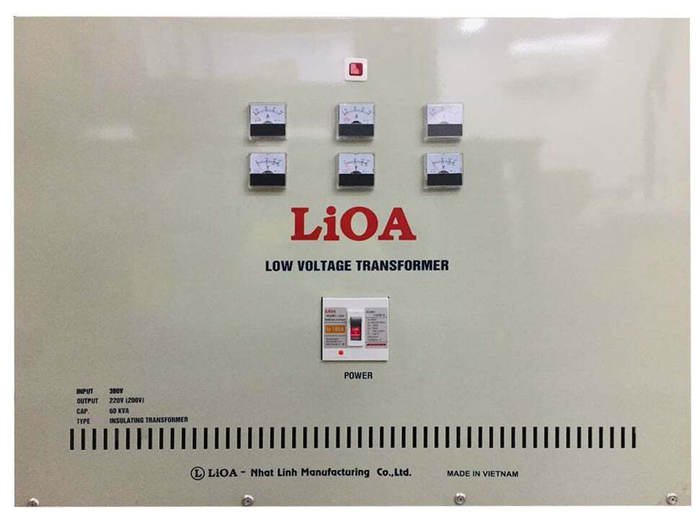 LiOA
LOW VOLTAGE TRANSFORMER
LiOA
POWER
INPUT 380V
OUTPUT 220V (200V)
CAP. 60 KVA
TYPE INSULATING TRANSFORMER
L LiOA - Nhat Linh Manufacturing Co.,Ltd. MADE IN VIETNAM